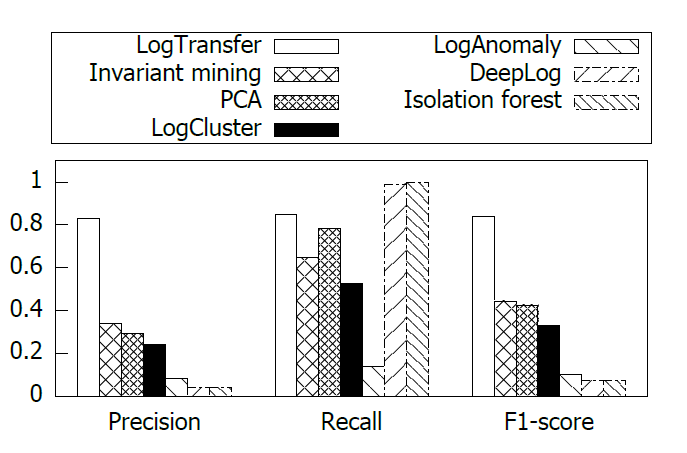 LogTransfer LogAnomaly
Invariant mining DeepLog
PCA Isolation forest
LogCluster
1
0.8
0.6
0.4
0.2
0
Precision Recall F1-score